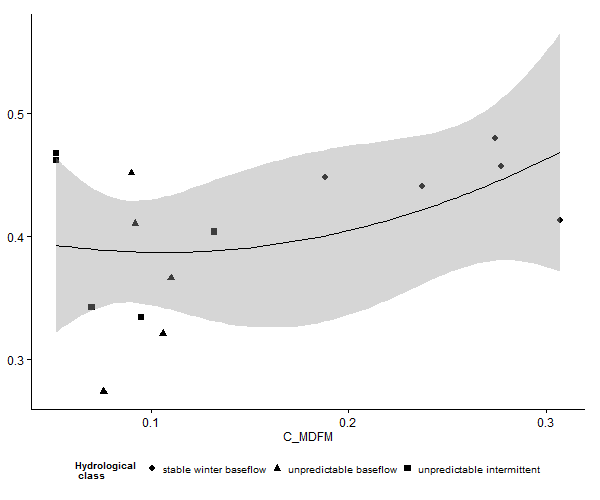 0.5
0.4
0.3
0.1 0.2 0.3
C_MDFM
Hydrological
class
stable winter baseflow unpredictable baseflow unpredictable intermittent